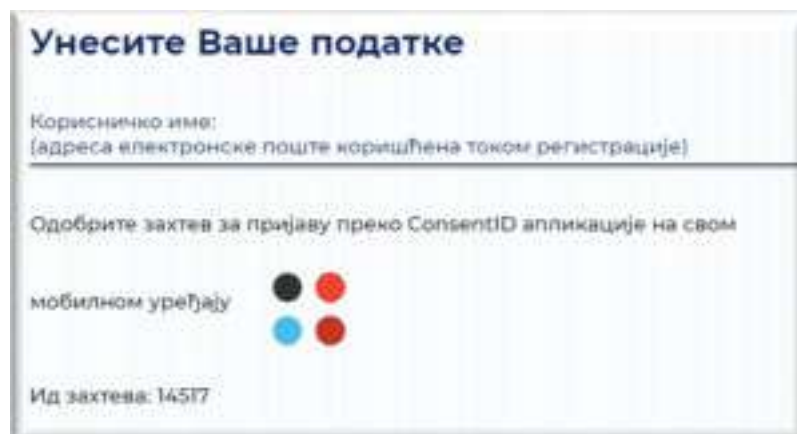 Унесите Ваше податке
Корисничко име:
(адреса електронске поште коришћена током регистрације)
Одобрите захтев за пријаву преко ConsentID апликације на свом
мобилном уређају
Ид захтева: 14517